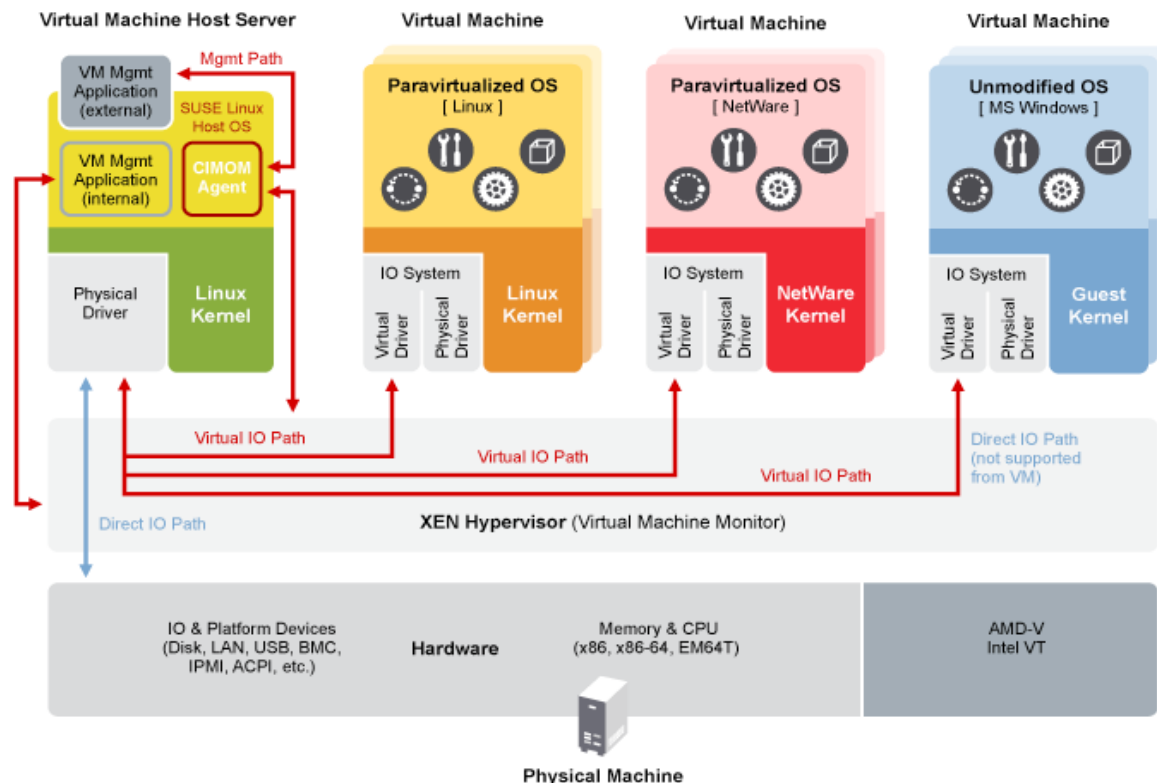 Virtual Machine Host Server
Virtual Machine
Virtual Machine
Virtual Machine
VM Mgmt
Application
(external)
Mgmt Path
SUSE Linux
Host OS
VM Mgmt
Application
(internal)
CIMOM
Agent
Physical
Driver
Linux
Kernel
Paravirtualized OS
[ Linux ]
IO System
Virtual
Driver
Physical
Driver
Linux
Kernel
Paravirtualized OS
[ NetWare ]
IO System
Virtual
Driver
Physical
Driver
NetWare
Kernel
Unmodified OS
[ MS Windows ]
IO System
Virtual
Driver
Physical
Driver
Guest
Kernel
Virtual IO Path
Virtual IO Path
Virtual IO Path
Direct IO Path
(not supported
from VM)
Direct IO Path
XEN Hypervisor (Virtual Machine Monitor)
IO & Platform Devices
(Disk, LAN, USB, BMC,
IPMI, ACPI, etc.)
Hardware
Memory & CPU
(x86, x86-64, EM64T)
AMD-V
Intel VT
Physical Machine